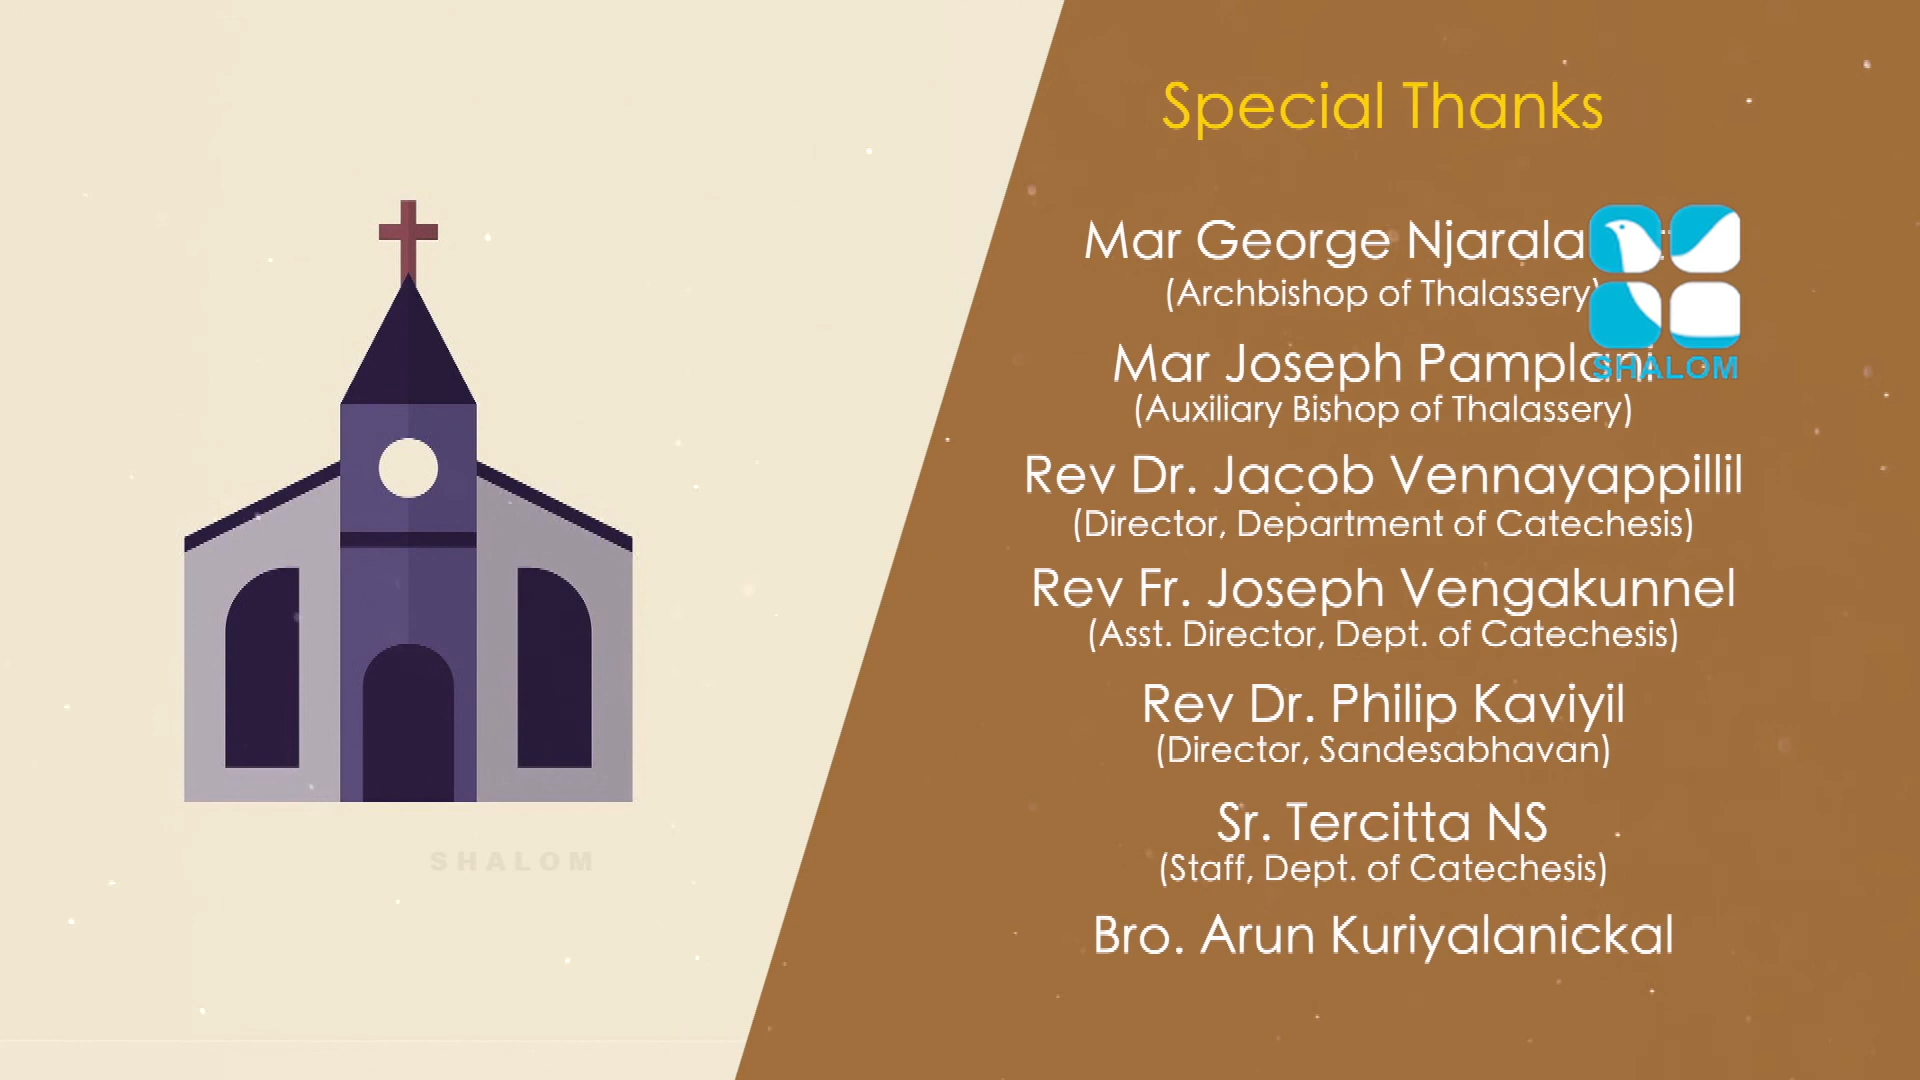 Special Thanks
Mar George
(Archbishop of Thalassery)
Mar Joseph Pamplani
(Auxiliary Bishop of Thalassery)
Rev Dr. Jacob Vennayappillil
(Director, Department of Catechesis)
Rev Fr. Joseph Vengakunnel
(Asst. Director, Dept. of Catechesis)
Rev Dr. Philip Kaviyil
(Director, Sandesabhavan)
Sr. Tercitta NS
(Staff, Dept. of Catechesis)
Bro. Arun Kuriyalanickal
SHALOM
SHALOM